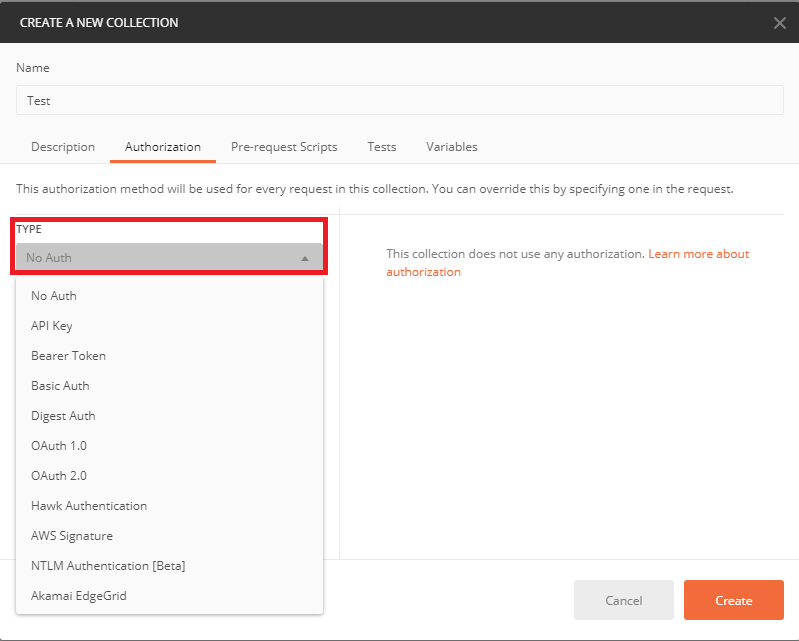 CREATE A NEW COLLECTION
Name
Test
Description Authorization Pre-request Scripts Tests Variables
This authorization method will be used for every request in this collection. You can override this by specifying one in the request.
TYPE
No Auth
This collection does not use any authorization. Learn more about
authorization
No Auth
API Key
Bearer Token
Basic Auth
Digest Auth
OAuth 1.0
OAuth 2.0
Hawk Authentication
AWS Signature
NTLM Authentication [Beta]
Akamai EdgeGrid
Cancel Create